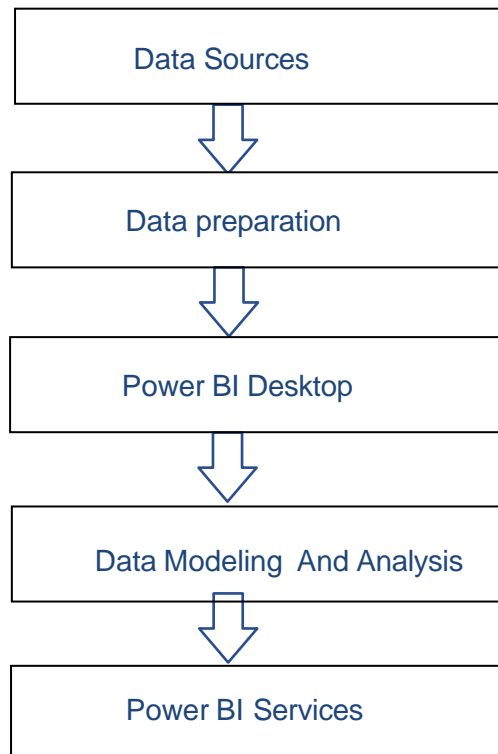 Data Sources
Data preparation
Power BI Desktop
Data Modeling And Analysis
Power BI Services